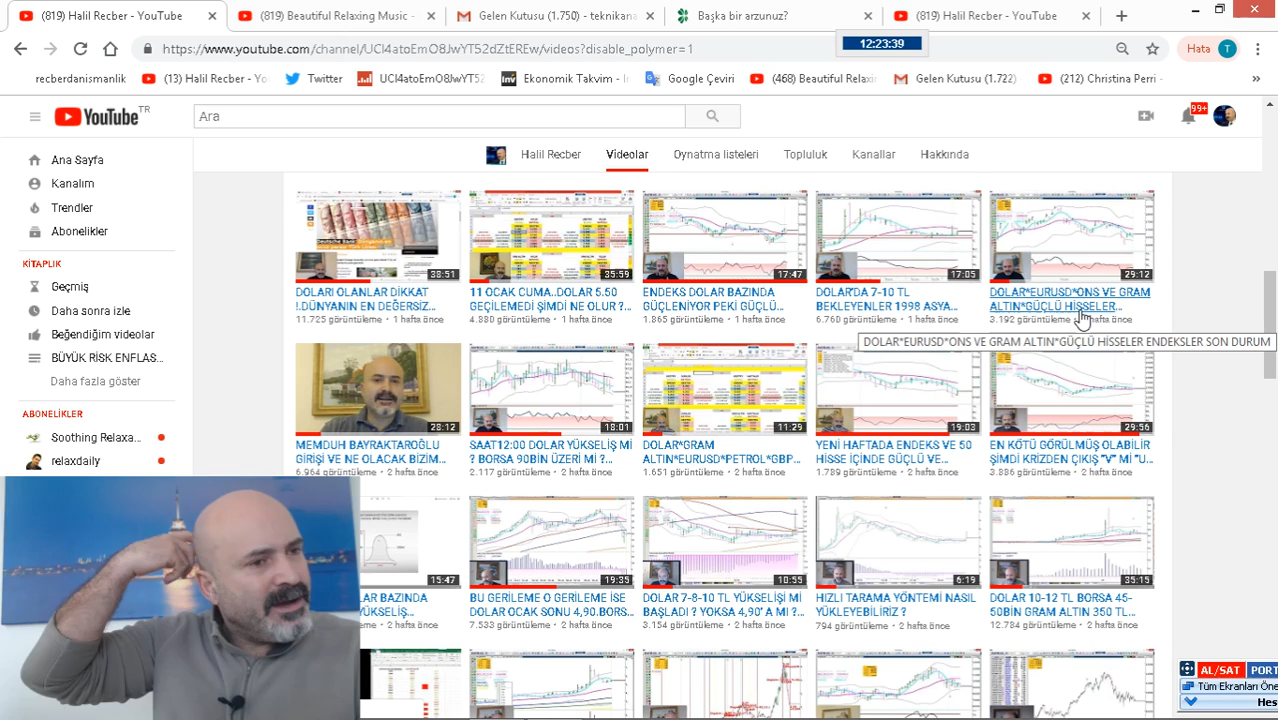 (819) Halil Recber - YouTube
(819) Beautiful Relaxing Music -
Gelen Kutusu (1.750) - teknikana
Başka bir arzunuz?
(819) Halil Recber - YouTube
12:23:39
Hata
T
recberdanismanlik
(13) Halil Recber - Yo
Twitter
UCI4atoEmO8JwYT52
Ekonomik Takvim - In
Google Çeviri
(468) Beautiful Relaxi
Gelen Kutusu (1.722)
(212) Christina Perri -
YouTube TR
Ara
99+
Halil Recber
Videolar
Oynatma listeleri
Topluluk
Kanallar
Hakkında
Ana Sayfa
Kanalım
Trendler
Abonelikler
KİTAPLIK
Geçmiş
Daha sonra izle
Beğendiğim videolar
BÜYÜK RİSK ENFLAS...
Daha fazla göster
ABONELİKLER
Soothing Relaxa...
relaxdaily
38:51
35:59
17:47
17:05
29:12
DOLARI OLANLAR DİKKAT
!.DÜNYANIN EN DEĞERSİZ...
11.725 görüntüleme • 1 hafta önce
11 OCAK CUMA..DOLAR 5.50
GEÇİLEMEDİ ŞİMDİ NE OLUR ?...
4.880 görüntüleme • 1 hafta önce
ENDEKS DOLAR BAZINDA
GÜÇLENİYOR PEKİ GÜÇLÜ...
1.865 görüntüleme • 1 hafta önce
DOLAR'DA 7-10 TL
BEKLEYENLER 1998 ASYA...
6.760 görüntüleme • 1 hafta önce
DOLAR*EURUSD*ONS VE GRAM
ALTIN*GÜÇLÜ HİSSELER...
3.192 görüntüleme • 1 hafta önce
DOLAR*EURUSD*ONS VE GRAM ALTIN*GÜÇLÜ HİSSELER ENDEKSLER SON DURUM
28:12
18:01
11:29
19:03
29:56
MEMDUH BAYRAKTAROĞLU
GİRİŞİ VE NE OLACAK BİZİM...
6.964 görüntüleme • 2 hafta önce
SAAT12:00 DOLAR YÜKSELİŞ Mİ
? BORSA 90BİN ÜZERİ Mİ ?...
2.117 görüntüleme • 2 hafta önce
DOLAR*GRAM
ALTIN*EURUSD*PETROL*GBP...
1.651 görüntüleme • 2 hafta önce
YENİ HAFTADA ENDEKS VE 50
HİSSE İÇİNDE GÜÇLÜ VE...
1.789 görüntüleme • 2 hafta önce
EN KÖTÜ GÖRÜLMÜŞ OLABİLİR
ŞİMDİ KRİZDEN ÇIKIŞ "V" Mİ "U...
3.886 görüntüleme • 2 hafta önce
15:47
19:35
10:55
6:19
35:15
AR BAZINDA
YÜKSELİŞ...
2 hafta önce
BU GERİLEME O GERİLEME İSE
DOLAR OCAK SONU 4,90.BORS...
7.533 görüntüleme • 2 hafta önce
DOLAR 7-8-10 TL YÜKSELİŞİ Mİ
BAŞLADI ? YOKSA 4,90' A MI ?...
3.154 görüntüleme • 2 hafta önce
HIZLI TARAMA YÖNTEMİ NASIL
YÜKLEYEBİLİRİZ ?
794 görüntüleme • 2 hafta önce
DOLAR 10-12 TL BORSA 45-
50BİN GRAM ALTIN 350 TL...
12.784 görüntüleme • 2 hafta önce
AL/SAT
PORT
Tüm Ekranları Öne
Hes